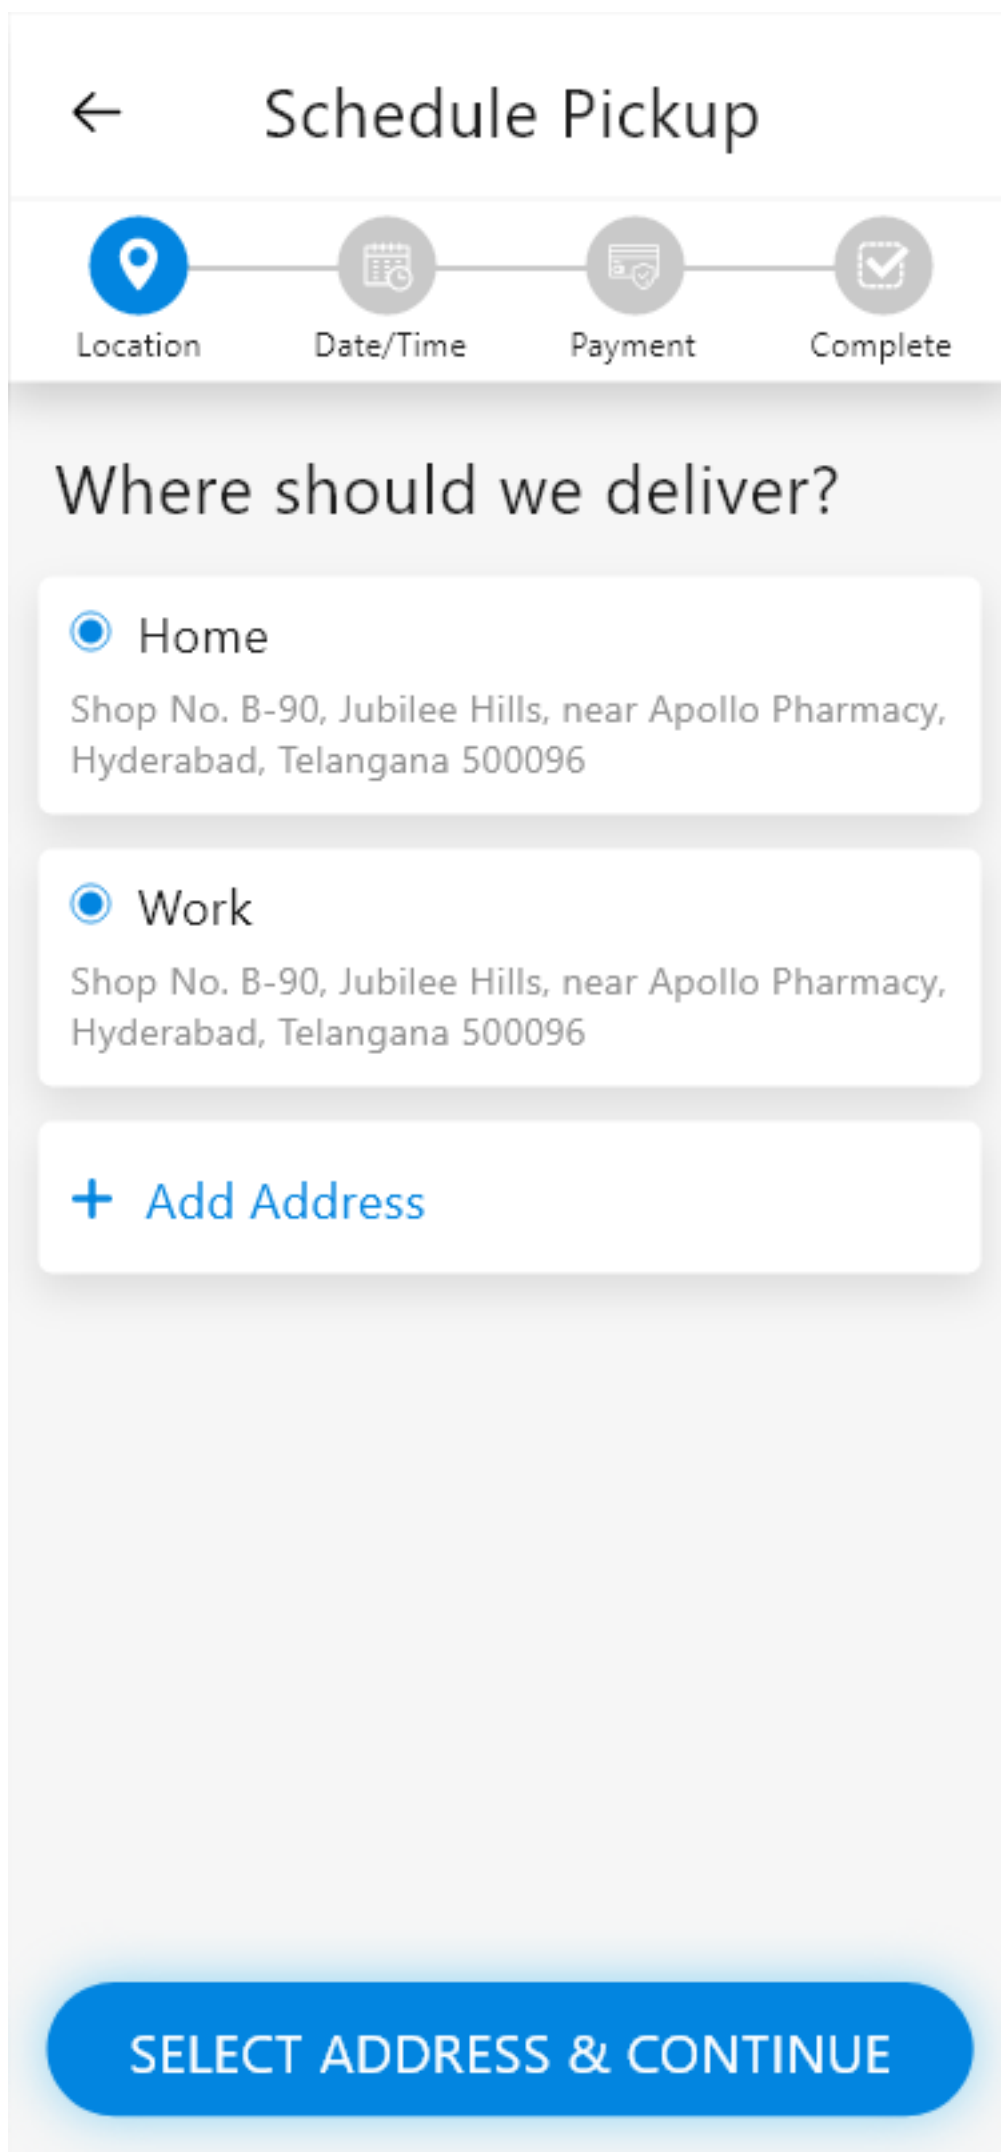 Schedule Pickup
Location
Date/Time
Payment
Complete
Where should we deliver?
Home
Shop No. B-90, Jubilee Hills, near Apollo Pharmacy,
Hyderabad, Telangana 500096
Work
Shop No. B-90, Jubilee Hills, near Apollo Pharmacy,
Hyderabad, Telangana 500096
+ Add Address
SELECT ADDRESS & CONTINUE